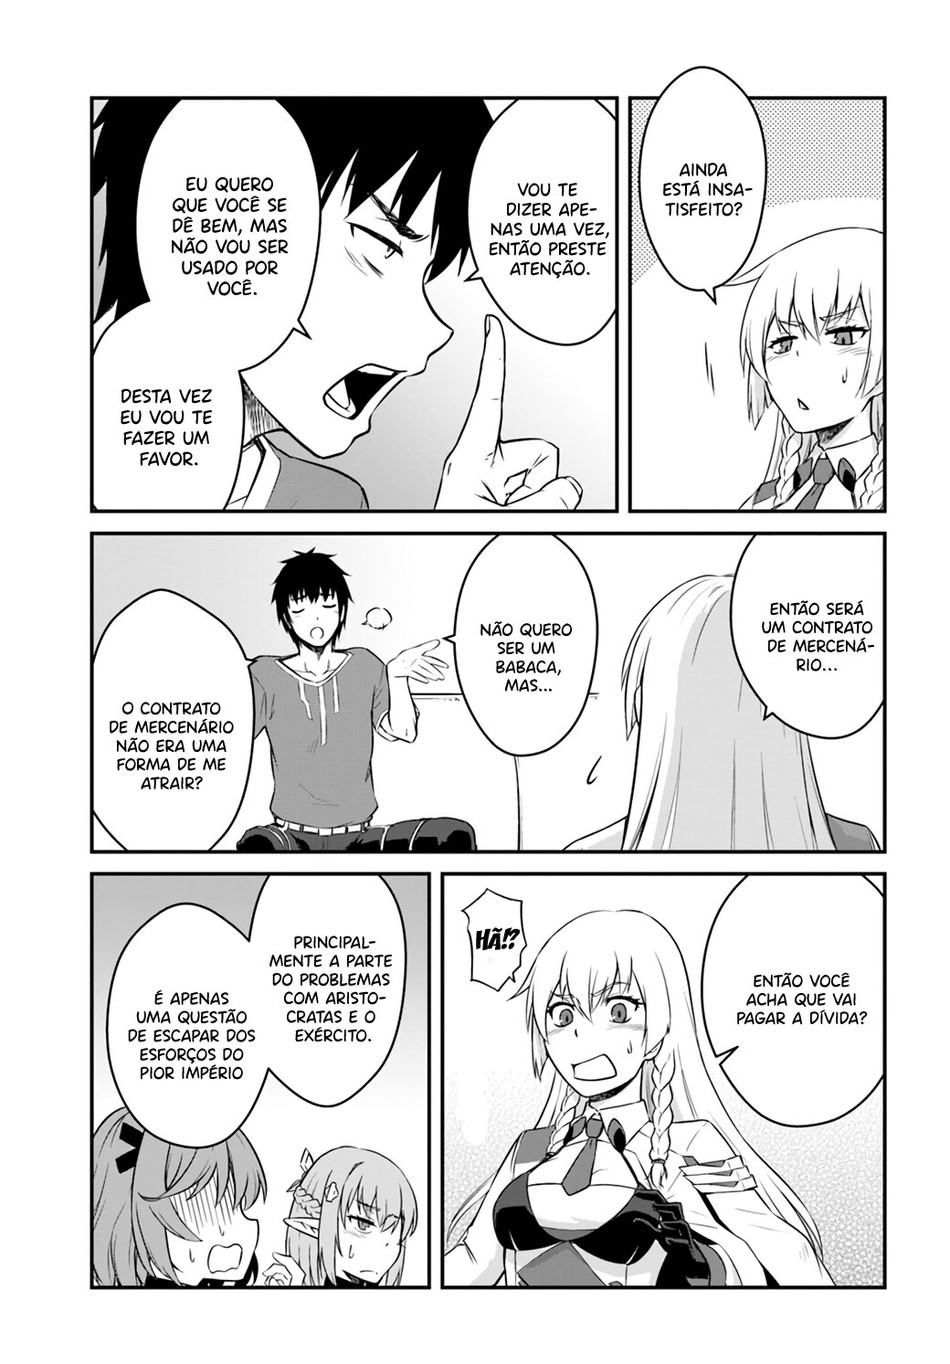 AINDA
ESTÁ INSA-
TISFEITO?
VOU TE
DIZER APE-
NAS UMA VEZ,
ENTÃO PRESTE
ATENÇÃO.
EU QUERO
QUE VOCÊ SE
DÊ BEM, MAS
NÃO VOU SER
USADO POR
VOCÊ.
DESTA VEZ
EU VOU TE
FAZER UM
FAVOR.
ENTÃO SERÁ
UM CONTRATO
DE MERCENÁ-
RIO...
NÃO QUERO
SER UM
BABACA,
MAS...
O CONTRATO
DE MERCENÁRIO
NÃO ERA UMA
FORMA DE ME
ATRAIR?
ENTÃO VOCÊ
ACHA QUE VAI
PAGAR A DÍVIDA?
HÃ!?
PRINCIPAL-
MENTE A PARTE
DO PROBLEMAS
COM ARISTO-
CRATAS E O
EXÉRCITO.
É APENAS
UMA QUESTÃO
DE ESCAPAR DOS
ESFORÇOS DO
PIOR IMPÉRIO